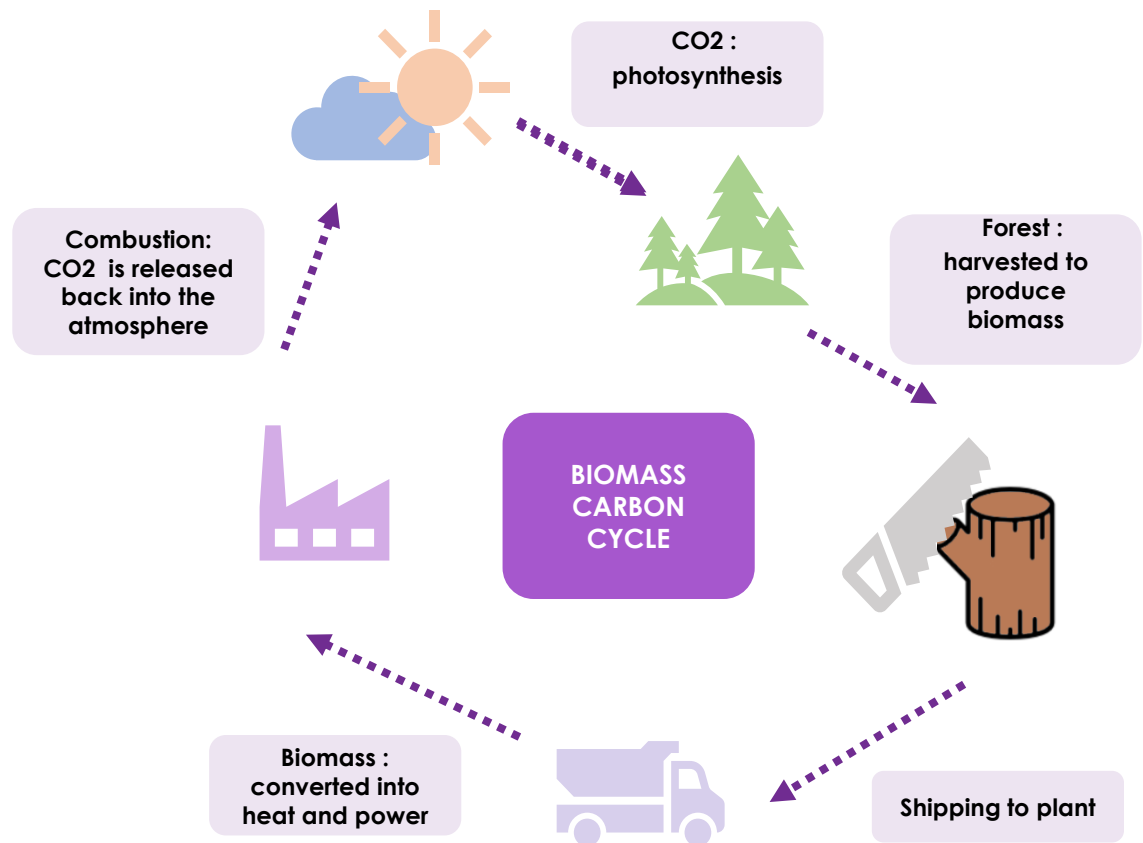 CO2 :
photosynthesis
Combustion:
CO2 is released
back into the
atmosphere
Forest :
harvested to
produce
biomass
BIOMASS
CARBON
CYCLE
Biomass :
converted into
heat and power
Shipping to plant